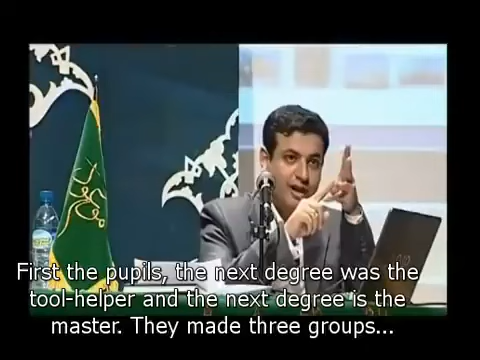 First the pupils, the next degree was the
tool-helper and the next degree is the
master. They made three groups...